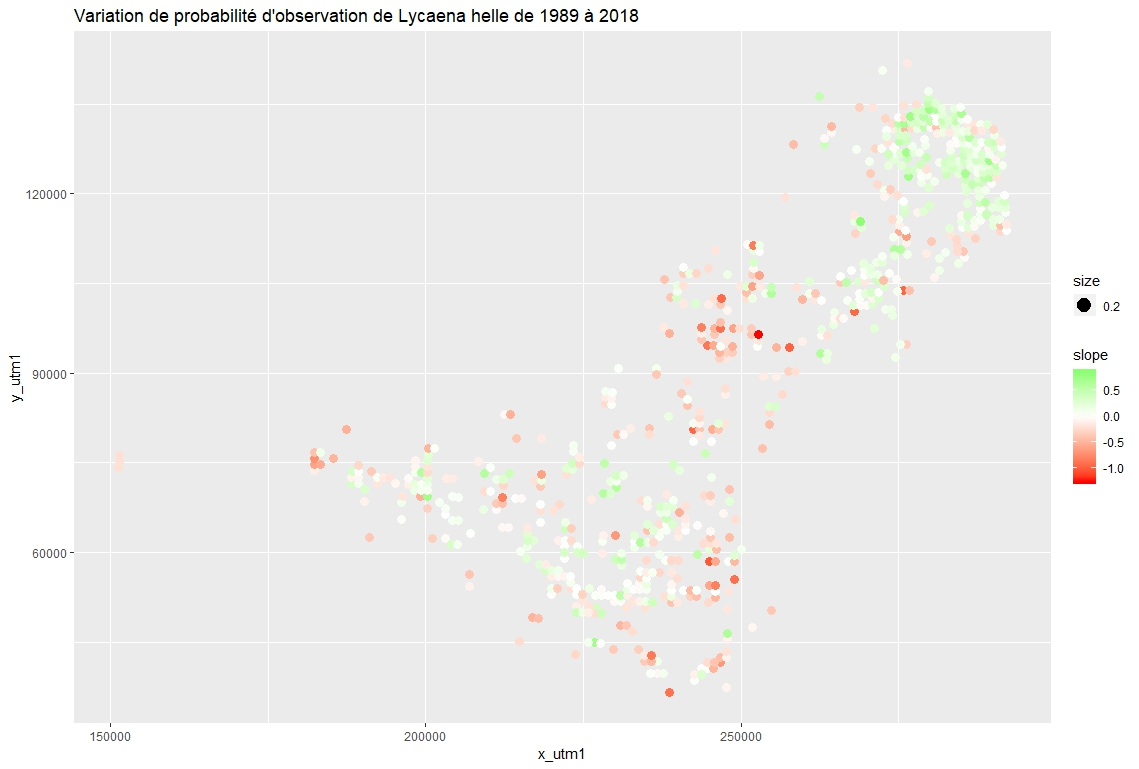 Variation de probabilité d'observation de Lycaena helle de 1989 à 2018
120000
90000
60000
y_utm1
150000
200000
250000
x_utm1
size
0.2
slope
0.5
0.0
-0.5
-1.0